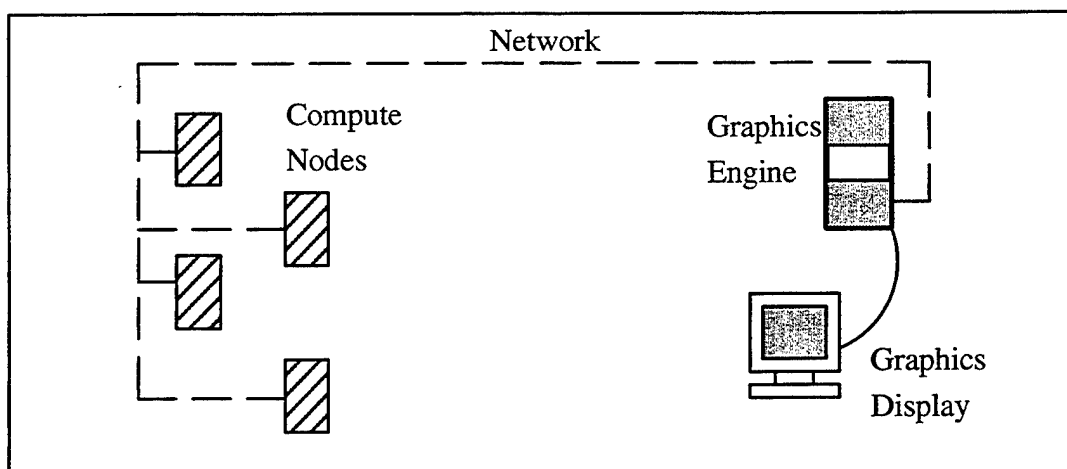 Network
Compute
Nodes
Graphics
Engine
Graphics
Display